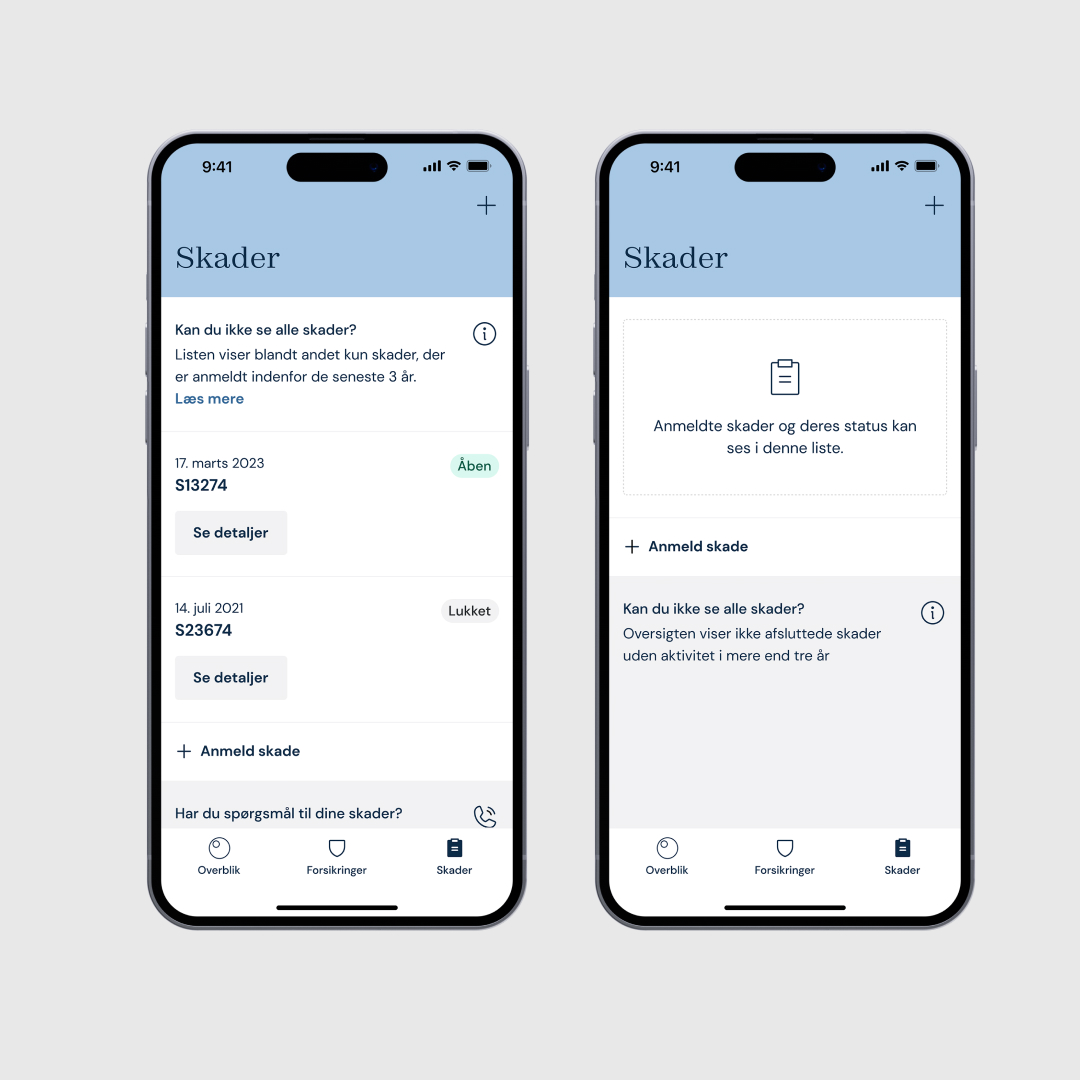 9:41
Skader
Kan du ikke se alle skader?
Listen viser blandt andet kun skader, der
er anmeldt indenfor de seneste 3 år.
Læs mere
17. marts 2023
Åben
S13274
Se detaljer
14. juli 2021
Lukket
S23674
Se detaljer
Anmeld skade
Har du spørgsmål til dine skader?
Overblik
Forsikringer
Skader
9:41
Skader
Anmeldte skader og deres status kan
ses i denne liste.
Anmeld skade
Kan du ikke se alle skader?
Oversigten viser ikke afsluttede skader
uden aktivitet i mere end tre år
Overblik
Forsikringer
Skader